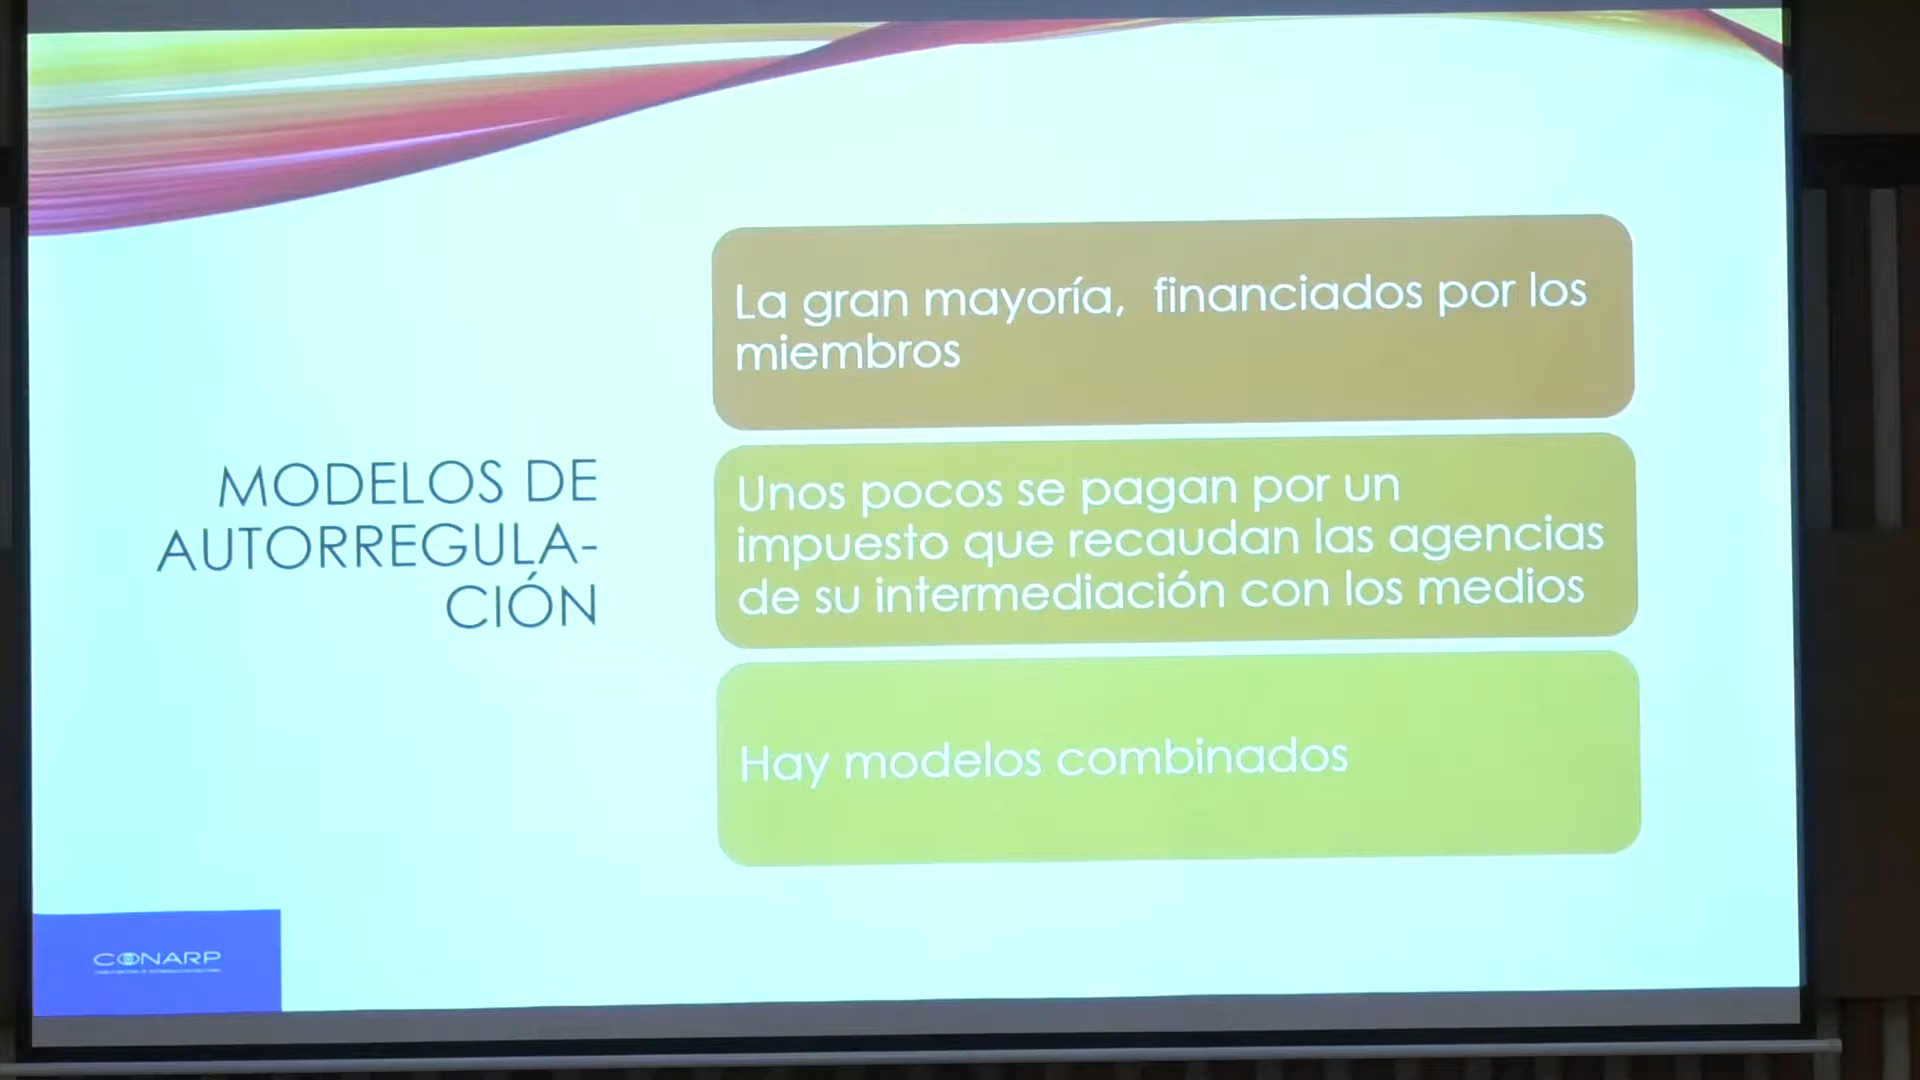 MODELOS DE
AUTORREGULA-
CIÓN
La gran mayoría, financiados por los
miembros
Unos pocos se pagan por un
impuesto que recaudan las agencias
de su intermediación con los medios
Hay modelos combinados
CONARP